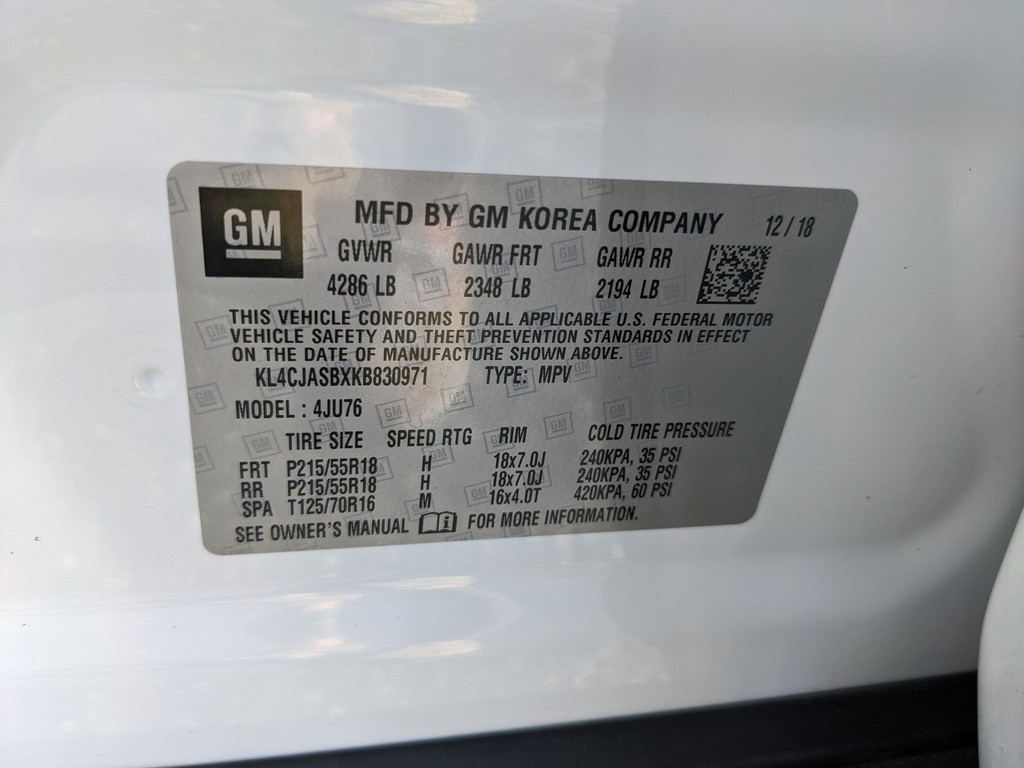 GM
MFD BY GM KOREA COMPANY 12 / 18
GVWR GAWR FRT GAWR RR
4286 LB 2348 LB 2194 LB
THIS VEHICLE CONFORMS TO ALL APPLICABLE U.S. FEDERAL MOTOR
VEHICLE SAFETY AND THEFT PREVENTION STANDARDS IN EFFECT
ON THE DATE OF MANUFACTURE SHOWN ABOVE.
KL4CJASBXKB830971 TYPE: MPV
MODEL : 4JU76
TIRE SIZE SPEED RTG RIM COLD TIRE PRESSURE
FRT P215/55R18 H 18x7.0J 240KPA, 35 PSI
RR P215/55R18 H 18x7.0J 240KPA, 35 PSI
SPA T125/70R16 M 16x4.0T 420KPA, 60 PSI
SEE OWNER'S MANUAL FOR MORE INFORMATION.